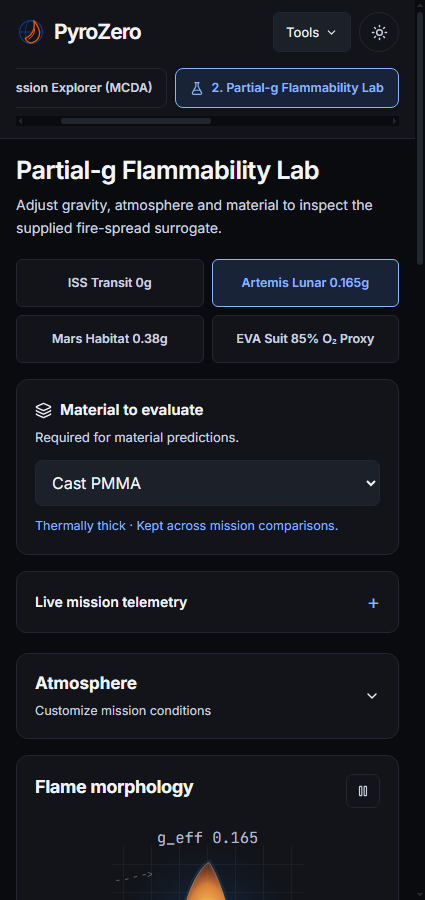 PyroZero
Tools
ssion Explorer (MCDA)
2. Partial-g Flammability Lab
Partial-g Flammability Lab
Adjust gravity, atmosphere and material to inspect the
supplied fire-spread surrogate.
ISS Transit 0g
Artemis Lunar 0.165g
Mars Habitat 0.38g
EVA Suit 85% O₂ Proxy
Material to evaluate
Required for material predictions.
Cast PMMA
Thermally thick · Kept across mission comparisons.
Live mission telemetry
+
Atmosphere
Customize mission conditions
Flame morphology
g_eff 0.165